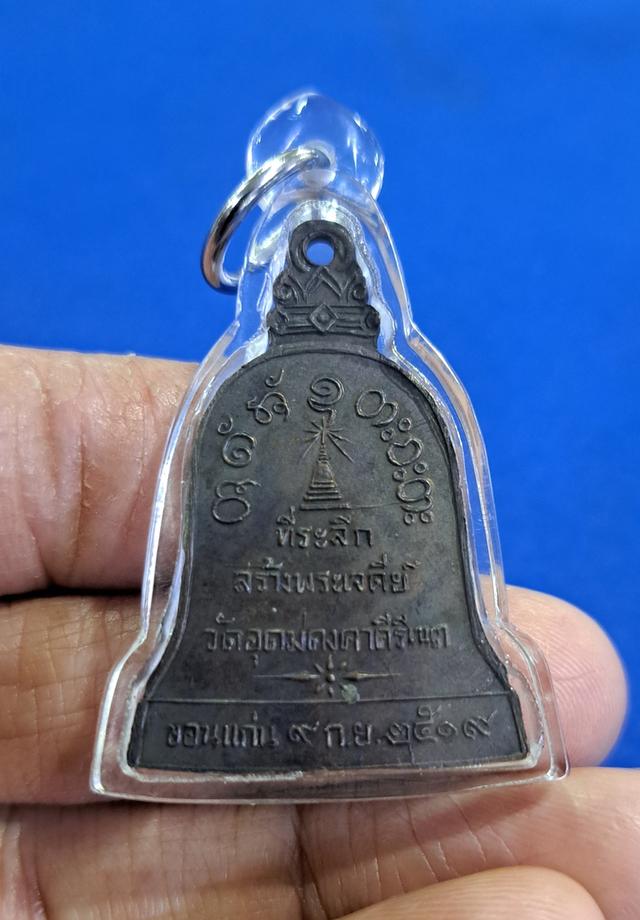 ที่ระลึก
สร้างพระเจดีย์
วัดอุดมคงคาคีรีเขต
ขอนแก่น ๙ ก.ย. ๒๕๑๙